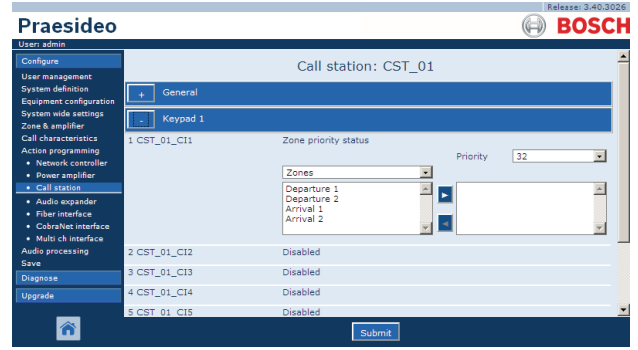 Release: 3.40.3026
Praesideo
BOSCH
User: admin
Configure
User management
System definition
Equipment configuration
System wide settings
Zone & amplifier
Call characteristics
Action programming
• Network controller
• Power amplifier
• Call station
• Audio expander
• Fiber interface
• CobraNet interface
• Multi ch interface
Audio processing
Save
Diagnose
Upgrade
Call station: CST_01
+ General
- Keypad 1
1 CST_01_CI1 Zone priority status
Priority 32
Zones
Departure 1
Departure 2
Arrival 1
Arrival 2
2 CST_01_CI2 Disabled
3 CST_01_CI3 Disabled
4 CST_01_CI4 Disabled
5 CST_01_CI5 Disabled
Submit